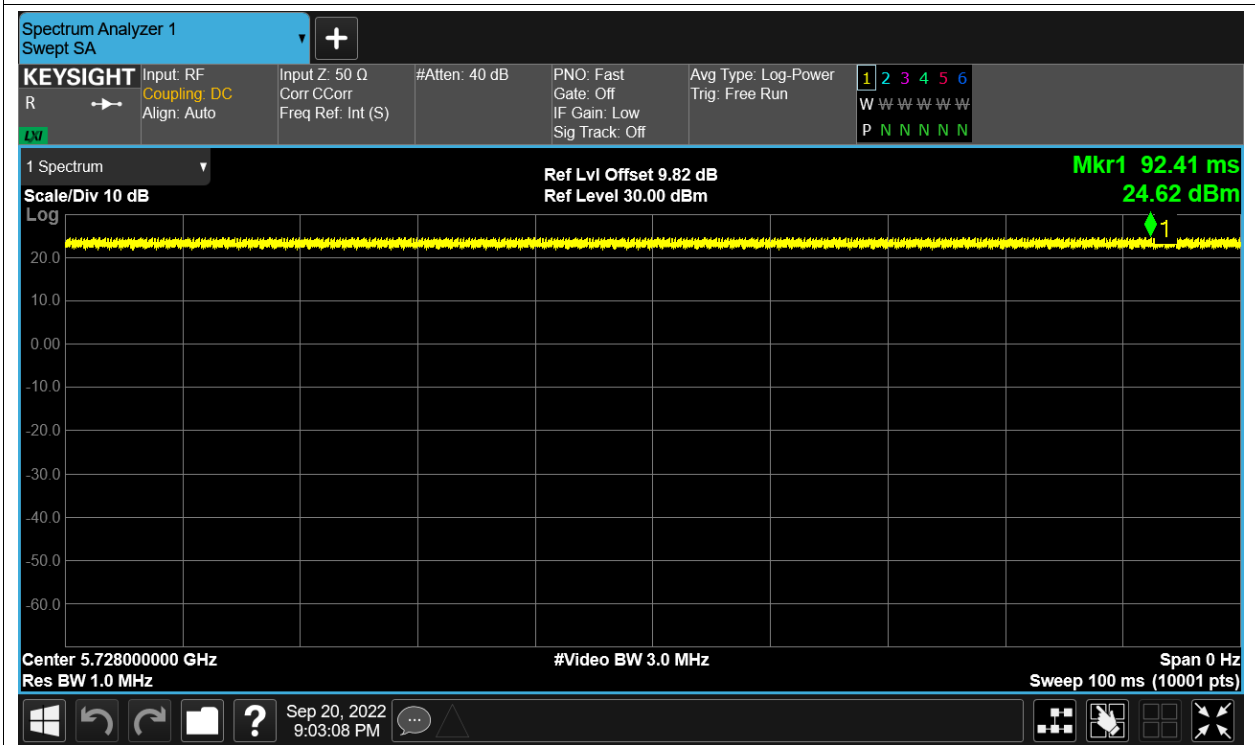 Spectrum Analyzer 1
Swept SA
KEYSIGHT
R
LXI
Input: RF
Coupling: DC
Align: Auto
Input Z: 50 Ω
Corr CCorr
Freq Ref: Int (S)
#Atten: 40 dB
PNO: Fast
Gate: Off
IF Gain: Low
Sig Track: Off
Avg Type: Log-Power
Trig: Free Run
1 2 3 4 5 6
W W W W W W
P N N N N N
1 Spectrum
Scale/Div 10 dB
Log
Ref Lvl Offset 9.82 dB
Ref Level 30.00 dBm
Mkr1 92.41 ms
24.62 dBm
1
20.0
10.0
0.00
-10.0
-20.0
-30.0
-40.0
-50.0
-60.0
Center 5.728000000 GHz
#Video BW 3.0 MHz
Span 0 Hz
Res BW 1.0 MHz
Sweep 100 ms (10001 pts)
?
Sep 20, 2022
9:03:08 PM